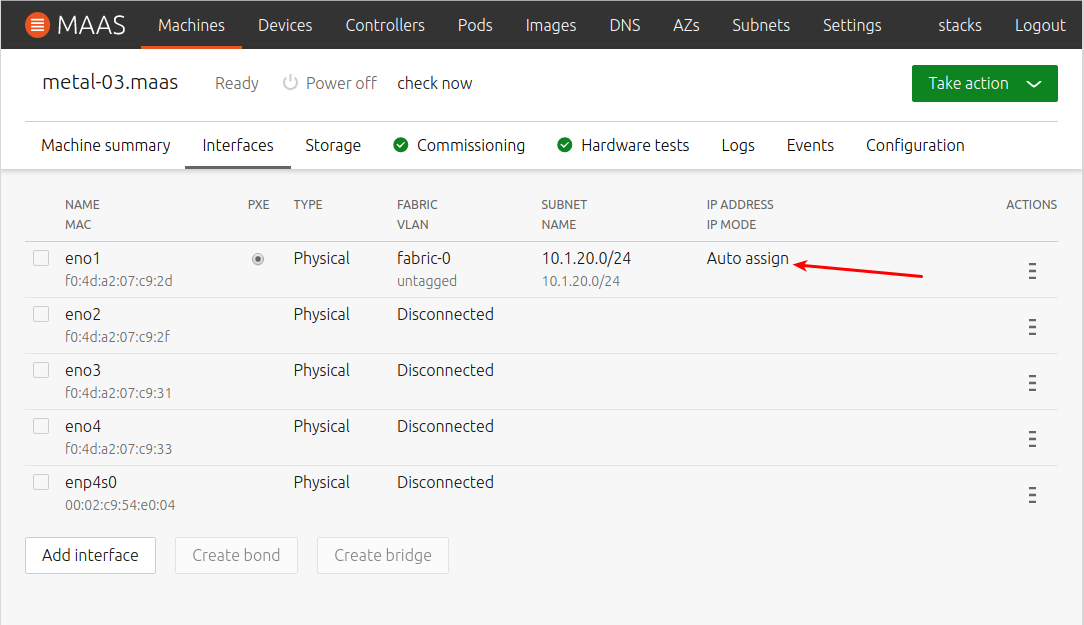 MAAS Machines Devices Controllers Pods Images DNS AZs Subnets Settings stacks Logout
metal-03.maas Ready Power off check now Take action
Machine summary Interfaces Storage Commissioning Hardware tests Logs Events Configuration
NAME PXE TYPE FABRIC SUBNET IP ADDRESS ACTIONS
MAC VLAN NAME IP MODE
eno1 Physical fabric-0 10.1.20.0/24 Auto assign
f0:4d:a2:07:c9:2d untagged 10.1.20.0/24
eno2 Physical Disconnected
f0:4d:a2:07:c9:2f
eno3 Physical Disconnected
f0:4d:a2:07:c9:31
eno4 Physical Disconnected
f0:4d:a2:07:c9:33
enp4s0 Physical Disconnected
00:02:c9:54:e0:04
Add interface Create bond Create bridge